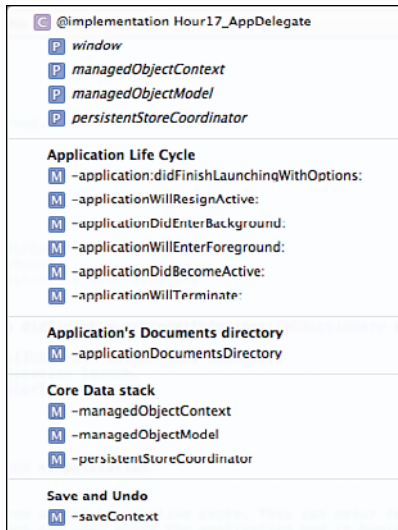 C @implementation Hour17_AppDelegate
P window
P managedObjectContext
P managedObjectModel
P persistentStoreCoordinator
Application Life Cycle
M -application:didFinishLaunchingWithOptions:
M -applicationWillResignActive:
M -applicationDidEnterBackground:
M -applicationWillEnterForeground:
M -applicationDidBecomeActive:
M -applicationWillTerminate:
Application's Documents directory
M -applicationDocumentsDirectory
Core Data stack
M -managedObjectContext
M -managedObjectModel
M -persistentStoreCoordinator
Save and Undo
M -saveContext